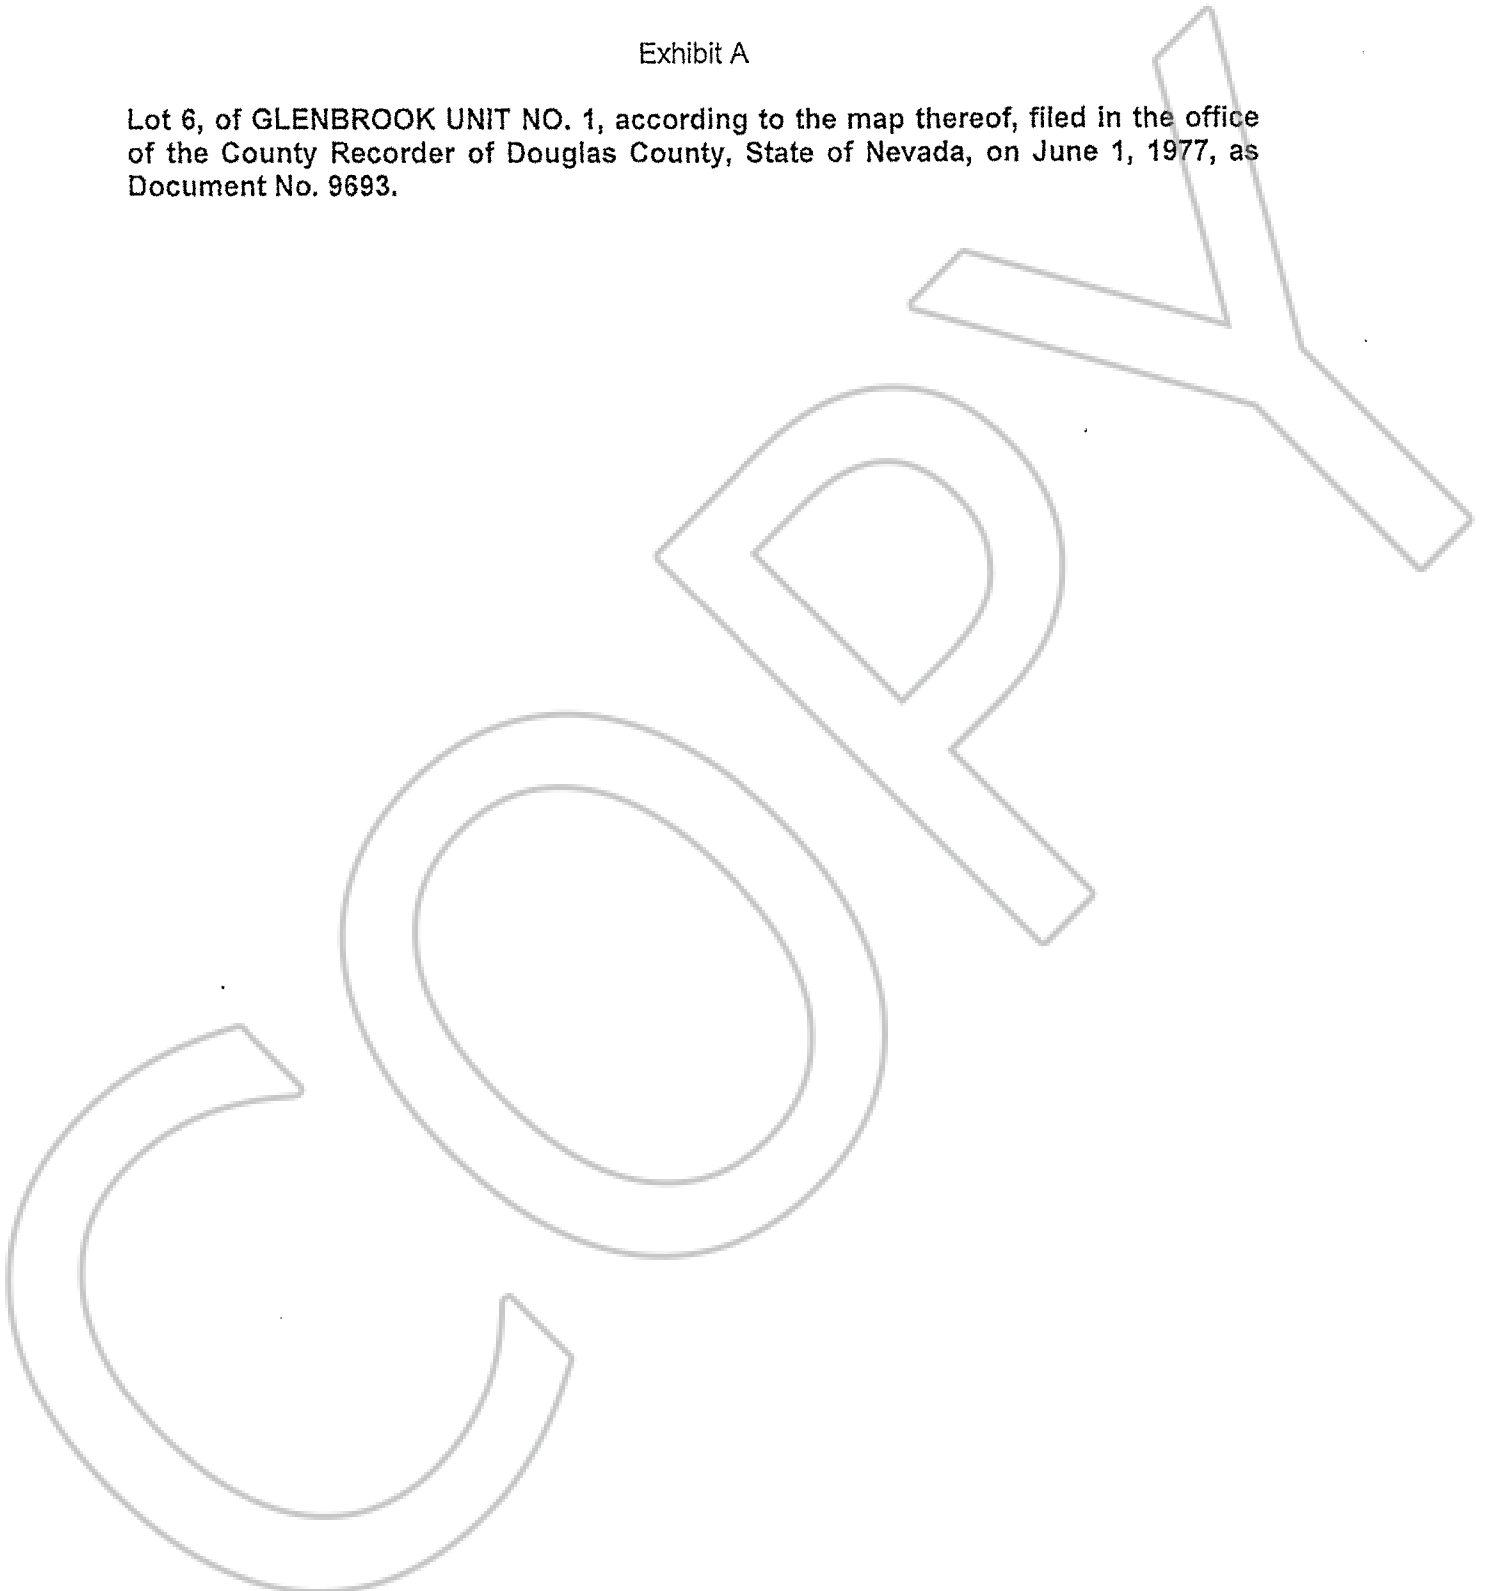 Exhibit A
Lot 6, of GLENBROOK UNIT NO. 1, according to the map thereof, filed in the office
of the County Recorder of Douglas County, State of Nevada, on June 1, 1977, as
Document No. 9693.
COPY